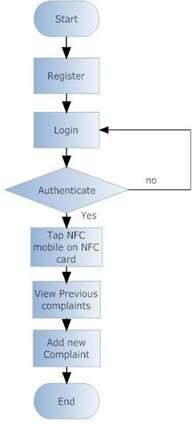 Start
Register
Login
Authenticate
no
Yes
Tap NFC
mobile on NFC
card
View Previous
complaints
Add new
Complaint
End